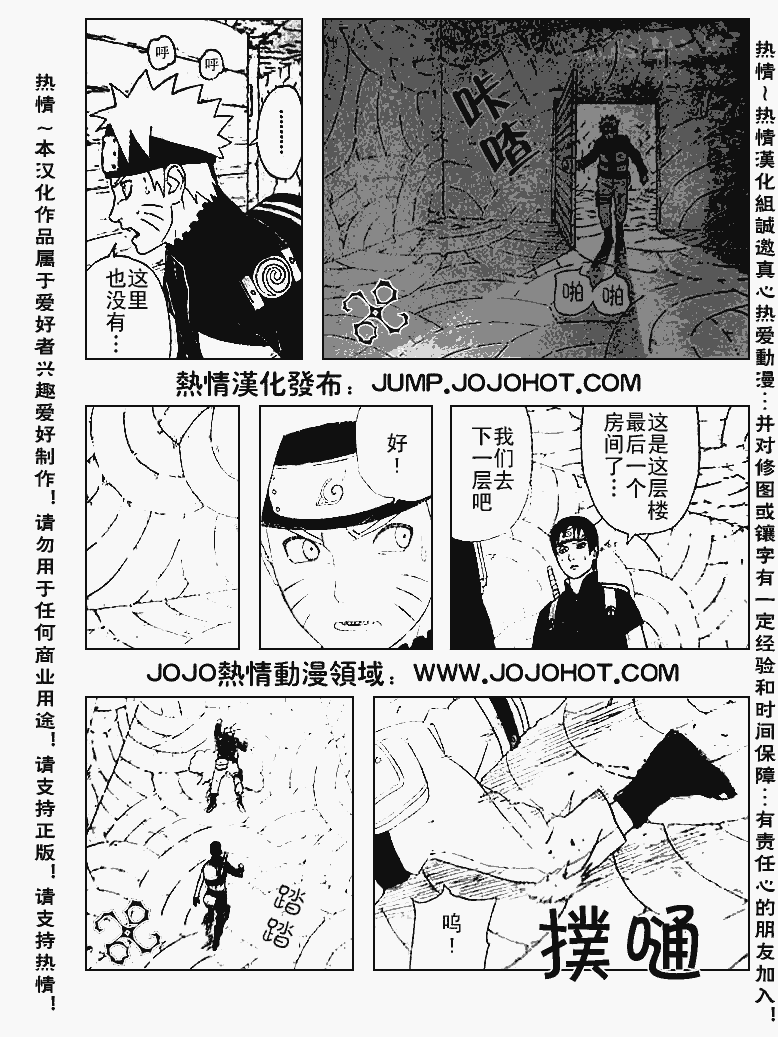 热情~热情漢化組誠邀真心热爱動漫…并对修图或镶字有一定经验和时间保障…有责任心的朋友加入!
咔
喳
啪
啪
呼
呼
………
这里
也没有…
熱情漢化發布：JUMP.JOJOHOT.COM
这是这层楼
最后一个
房间了…
我们去
下一层吧
好!
JOJO熱情動漫領域：WWW.JOJOHOT.COM
撲嗵
呜!
踏
踏
热情~本汉化作品属于爱好者兴趣爱好制作!请勿用于任何商业用途!请支持正版!请支持热情!